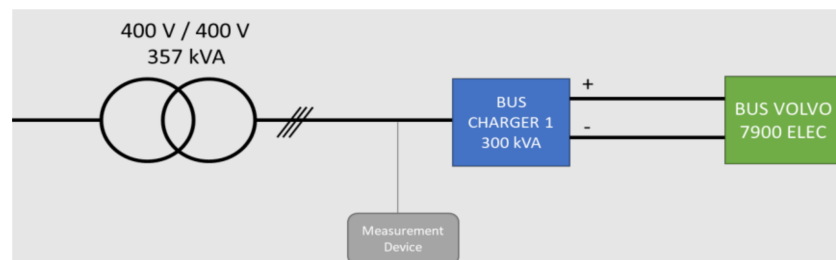 400 V / 400 V
357 kVA
BUS
CHARGER 1
300 kVA
+
-
BUS VOLVO
7900 ELEC
Measurement
Device